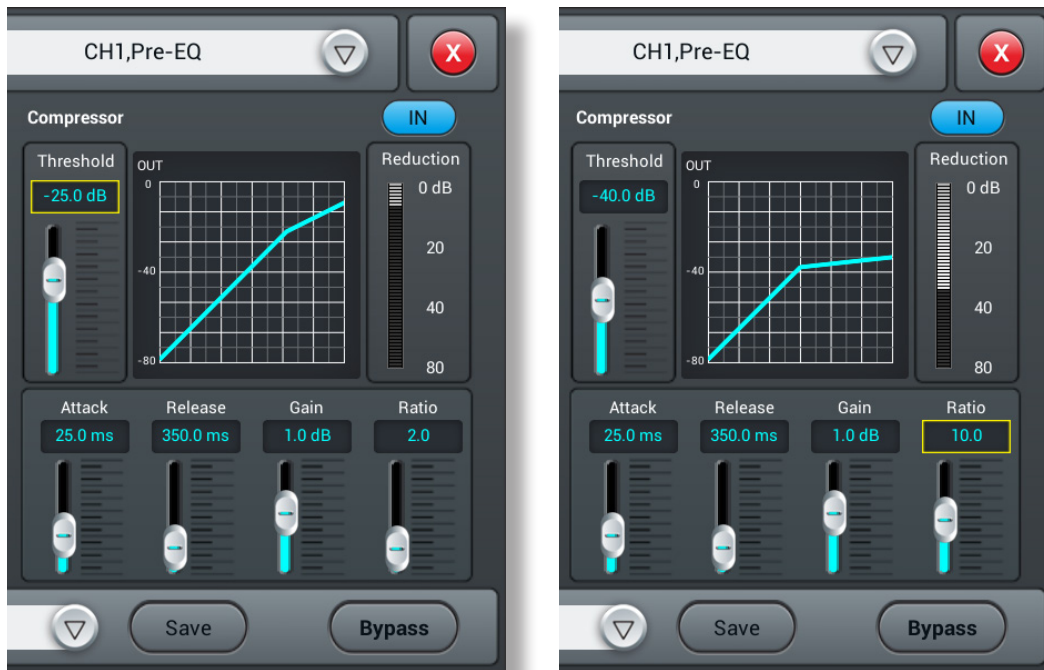 CH1,Pre-EQ
X
Compressor
IN
Threshold
-25.0 dB
OUT
0
-40
-80
Reduction
0 dB
20
40
80
Attack
Release
Gain
Ratio
25.0 ms
350.0 ms
1.0 dB
2.0
Save
Bypass
CH1,Pre-EQ
X
Compressor
IN
Threshold
-40.0 dB
OUT
0
-40
-80
Reduction
0 dB
20
40
80
Attack
Release
Gain
Ratio
25.0 ms
350.0 ms
1.0 dB
10.0
Save
Bypass